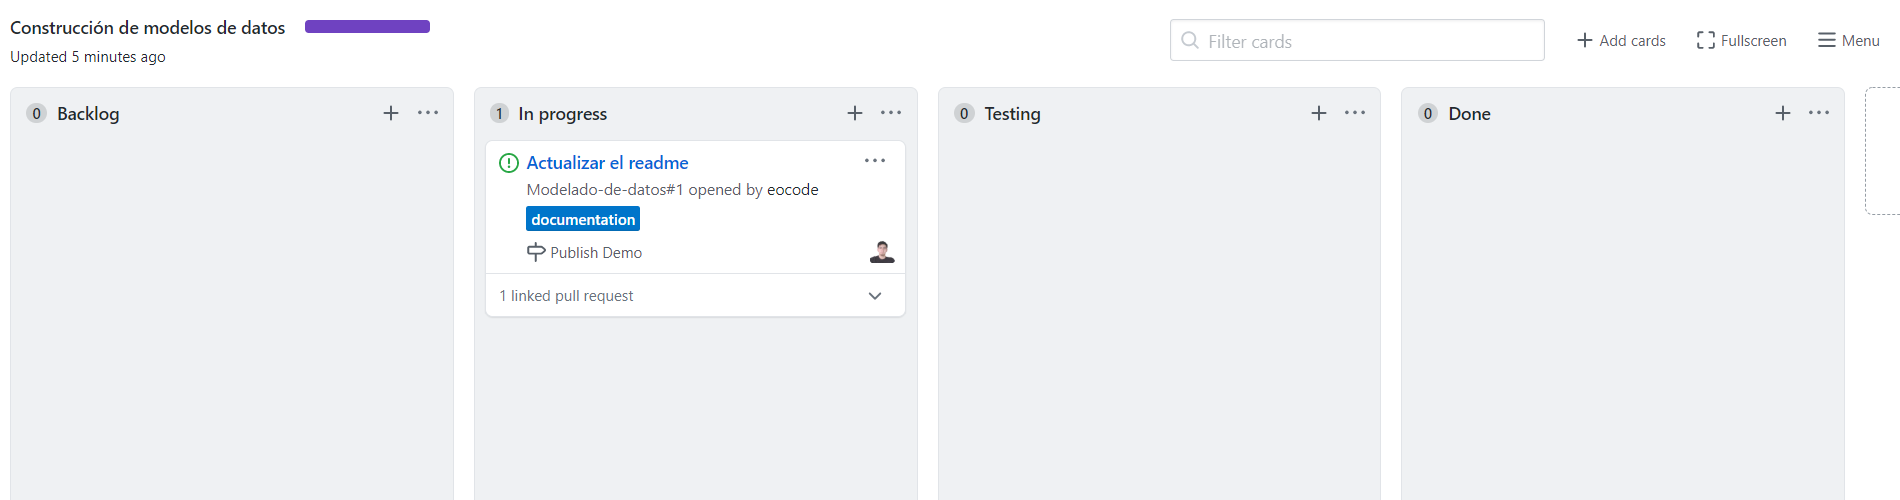 Construcción de modelos de datos
Updated 5 minutes ago
Filter cards
Add cards
Fullscreen
Menu
0 Backlog
1 In progress
Actualizar el readme
Modelado-de-datos#1 opened by eocode
documentation
Publish Demo
1 linked pull request
0 Testing
0 Done